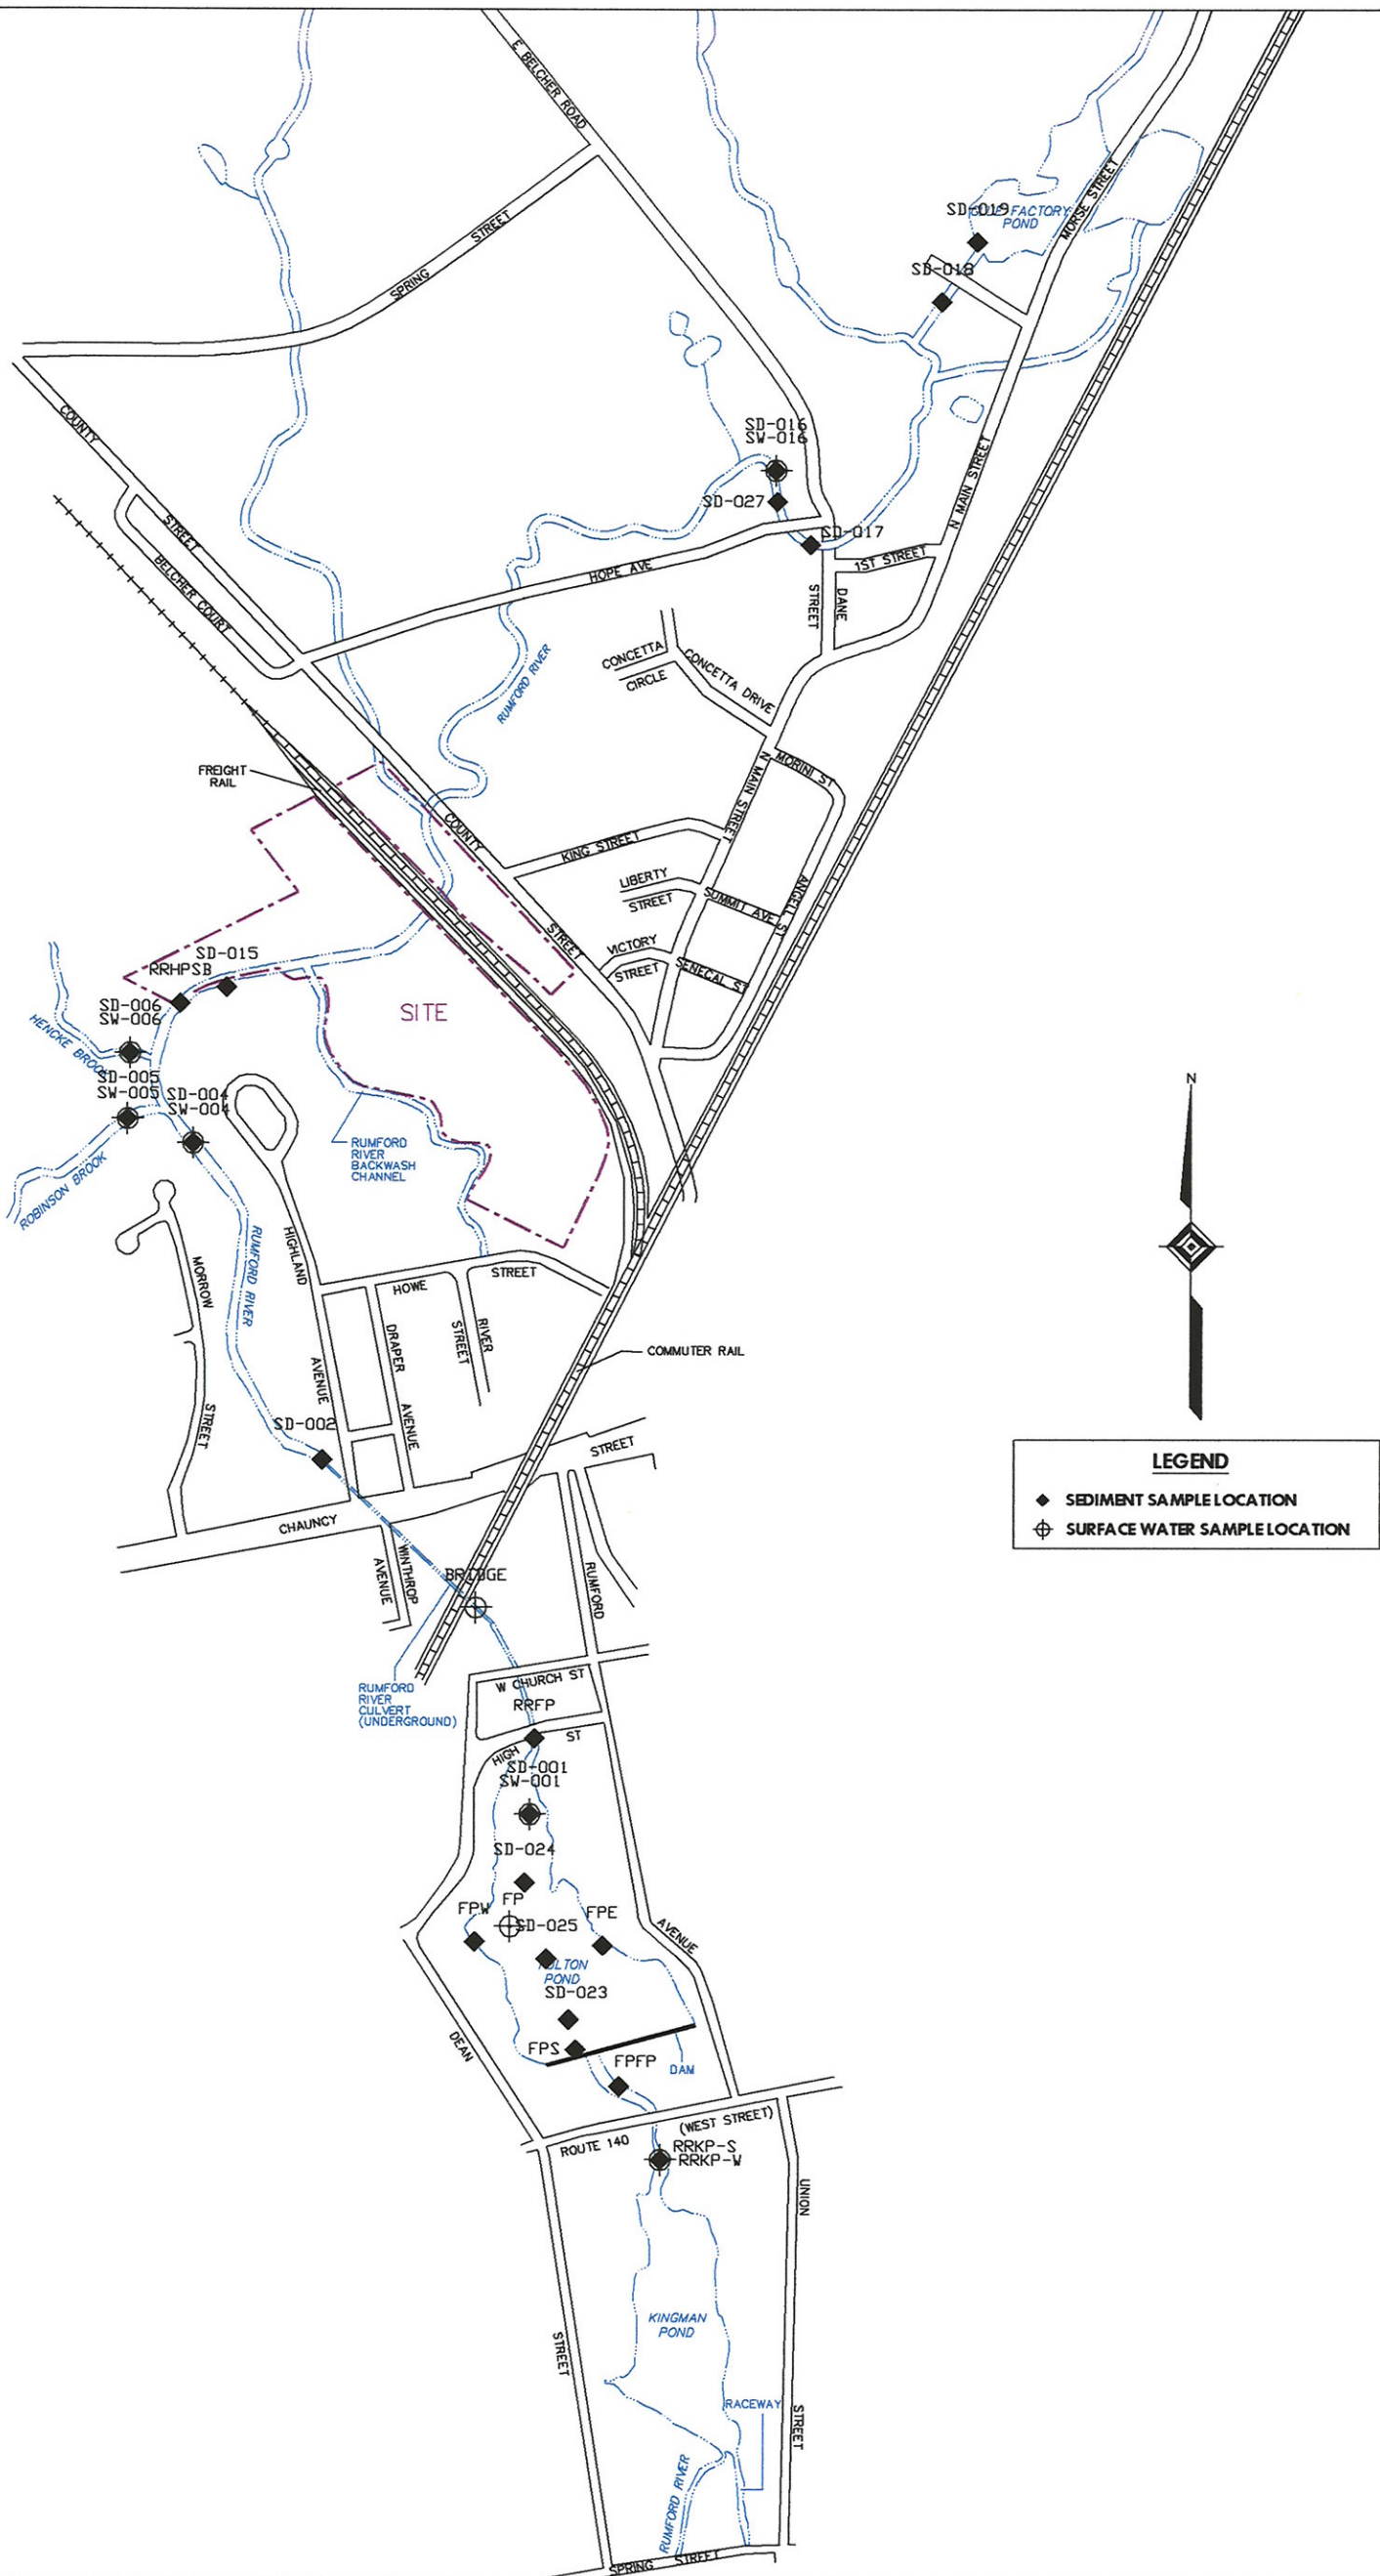 E BELCHER ROAD
SPRING
STREET
SD-019
FACTORY
POND
MORSE STREET
SD-018
COUNTY
STREET
BELCHER COURT
SD-016
SW-016
SD-027
SD-017
N MAIN STREET
1ST STREET
HOPE AVE
DANE
STREET
CONCETTA
CIRCLE
CONCETTA DRIVE
RUMFORD RIVER
MORINI ST
N MAIN STREET
FREIGHT
RAIL
COUNTY
STREET
KING STREET
LIBERTY
STREET
SUMMIT AVE
ANGELL ST
VICTORY
STREET
SENECAL ST
SD-015
RRHPSB
SITE
SD-006
SW-006
HENCKE BROOK
SD-005
SW-005
SD-004
SW-004
ROBINSON BROOK
RUMFORD
RIVER
BACKWASH
CHANNEL
N
RUMFORD RIVER
HIGHLAND
AVENUE
MORROW
STREET
HOWE
STREET
DRAPER
AVENUE
RIVER
STREET
COMMUTER RAIL
SD-002
STREET
CHAUNCY
LEGEND
SEDIMENT SAMPLE LOCATION
SURFACE WATER SAMPLE LOCATION
WINTHROP
AVENUE
BRIDGE
RUMFORD
RUMFORD
RIVER
CULVERT
(UNDERGROUND)
W CHURCH ST
RRFP
HIGH
ST
SD-001
SW-001
SD-024
FP
FPW
SD-025
FPE
AVENUE
POND
SD-023
DEAN
FPS
FPFP
DAM
ROUTE 140
(WEST STREET)
RRKP-S
RRKP-W
UNION
STREET
KINGMAN
POND
STREET
RACEWAY
RUMFORD RIVER
SPRING STREET